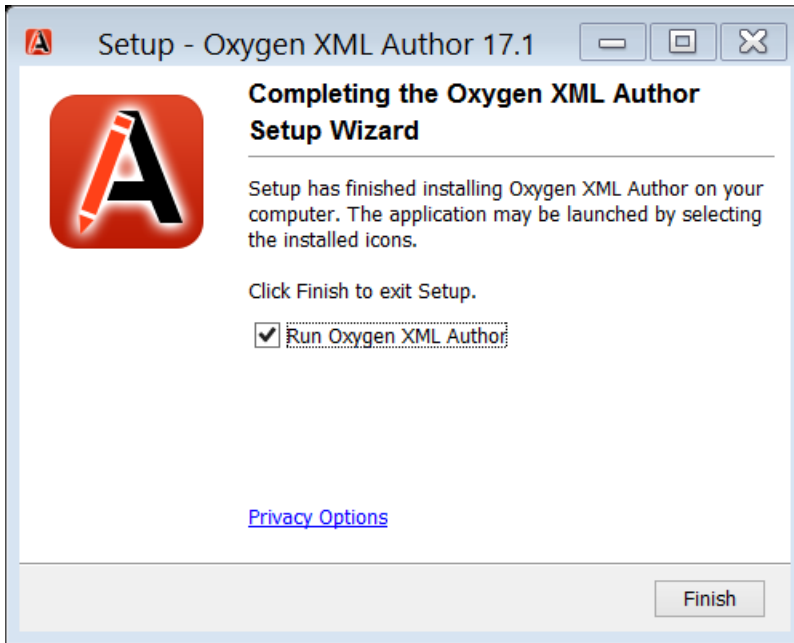 Setup - Oxygen XML Author 17.1
Completing the Oxygen XML Author
Setup Wizard
Setup has finished installing Oxygen XML Author on your
computer. The application may be launched by selecting
the installed icons.
Click Finish to exit Setup.
Run Oxygen XML Author
Privacy Options
Finish